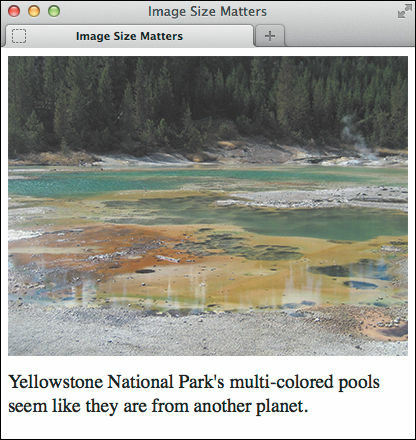 Image Size Matters
Image Size Matters
Yellowstone National Park's multi-colored pools
seem like they are from another planet.